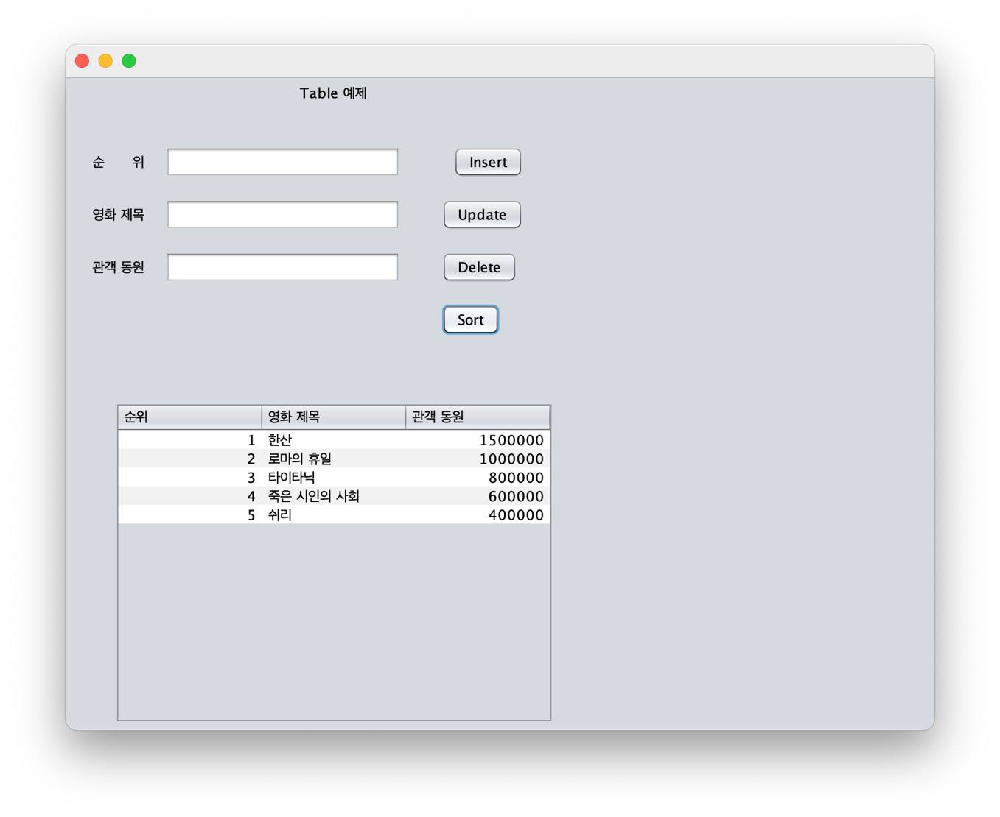 Table 예제
순 위 Insert
영화 제목 Update
관객 동원 Delete
Sort
순위 영화 제목 관객 동원
1 한산 1500000
2 로마의 휴일 1000000
3 타이타닉 800000
4 죽은 시인의 사회 600000
5 쉬리 400000